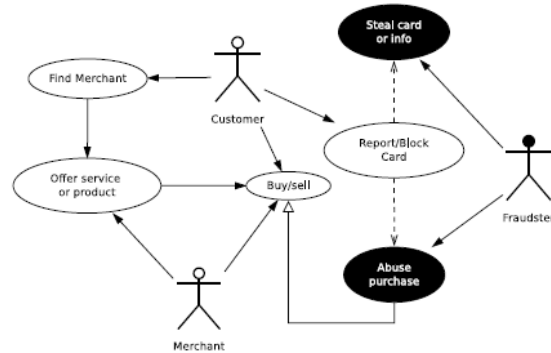 Steal card
or info
Find Merchant
Customer
Report/Block
Card
Offer service
or product
Buy/sell
Fraudster
Abuse
purchase
Merchant